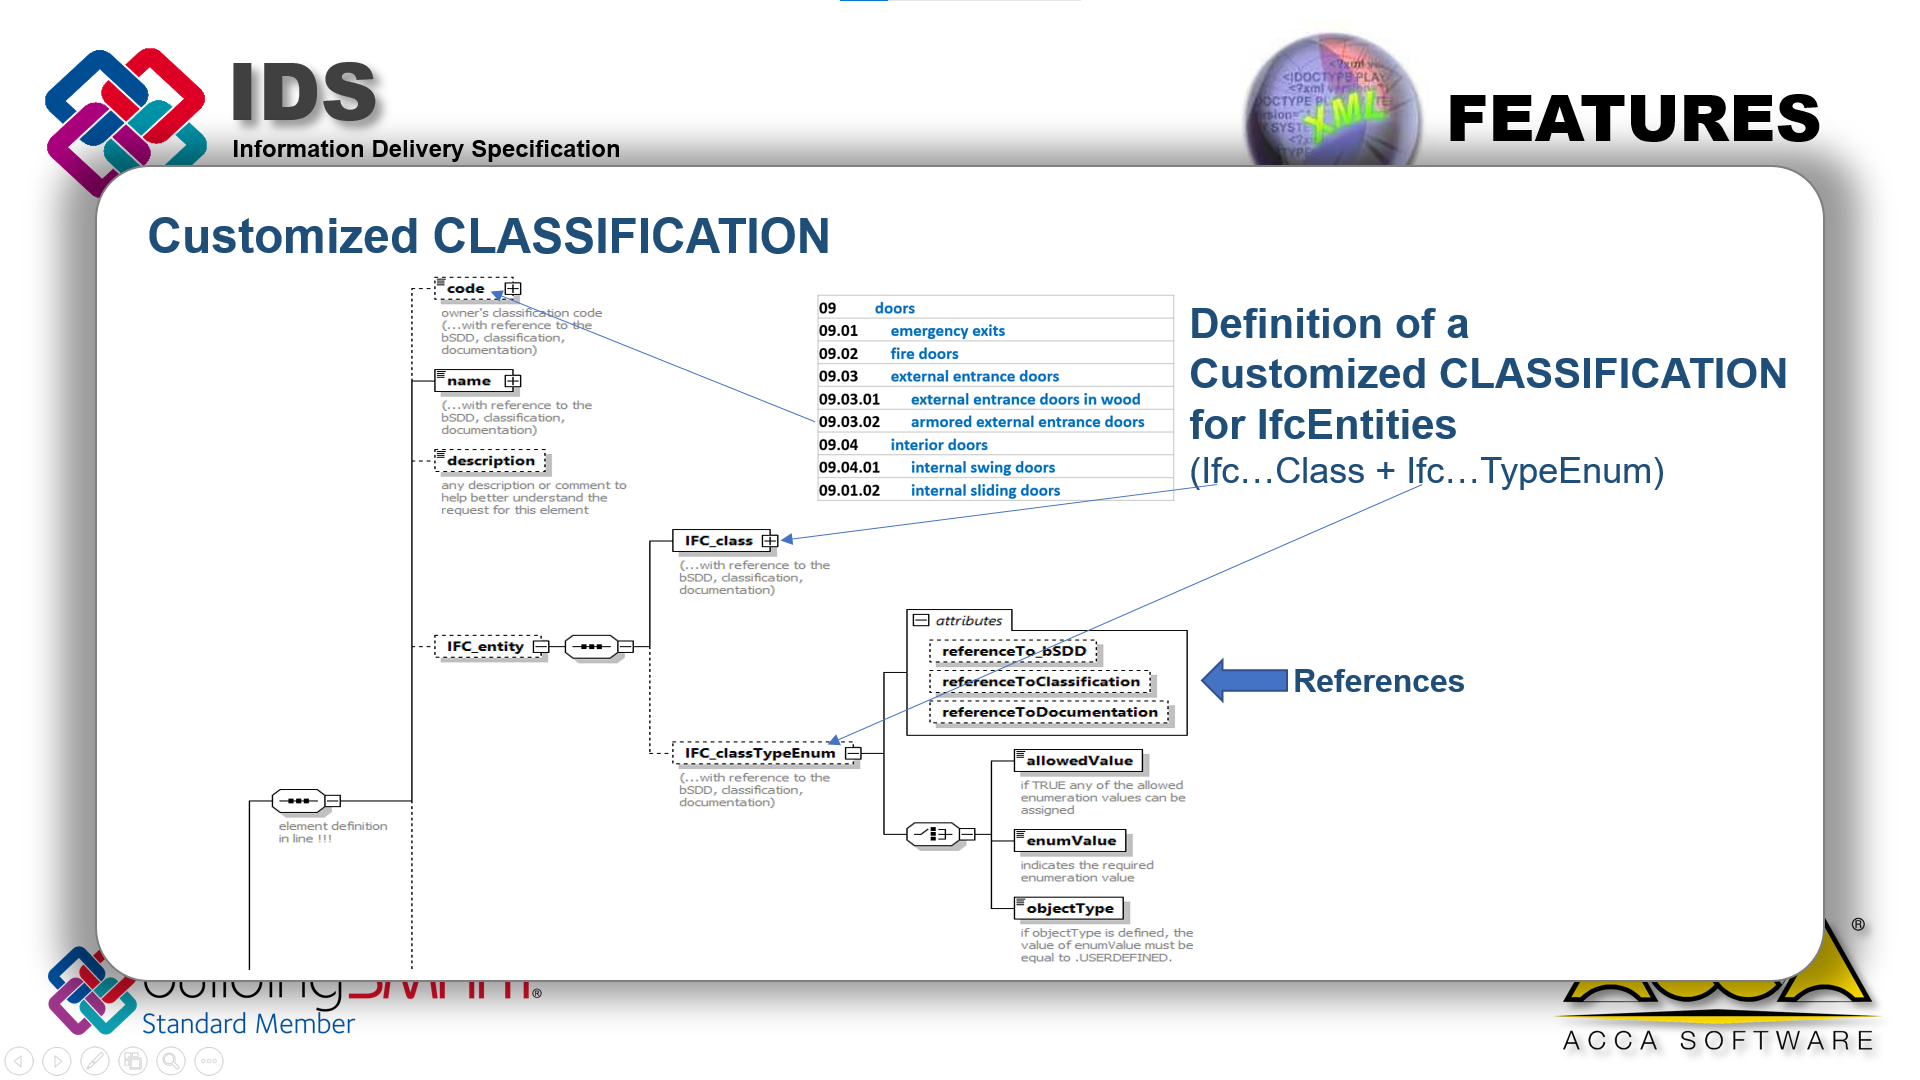 IDS
Information Delivery Specification
XML
FEATURES
Customized CLASSIFICATION
code
owner's classification code
(...with reference to the
bSDD, classification,
documentation)
name
(...with reference to the
bSDD, classification,
documentation)
description
any description or comment to
help better understand the
request for this element
09 doors
09.01 emergency exits
09.02 fire doors
09.03 external entrance doors
09.03.01 external entrance doors in wood
09.03.02 armored external entrance doors
09.04 interior doors
09.04.01 internal swing doors
09.01.02 internal sliding doors
Definition of a
Customized CLASSIFICATION
for IfcEntities
(Ifc...Class + Ifc...TypeEnum)
IFC_class
(...with reference to the
bSDD, classification,
documentation)
IFC_entity
attributes
referenceTo_bSDD
referenceToClassification
referenceToDocumentation
References
IFC_classTypeEnum
(...with reference to the
bSDD, classification,
documentation)
allowedValue
if TRUE any of the allowed
enumeration values can be
assigned
element definition
in line !!!
enumValue
indicates the required
enumeration value
objectType
if objectType is defined, the
value of enumValue must be
equal to .USERDEFINED.
buildingSMART®
Standard Member
®
ACCA
ACCA SOFTWARE